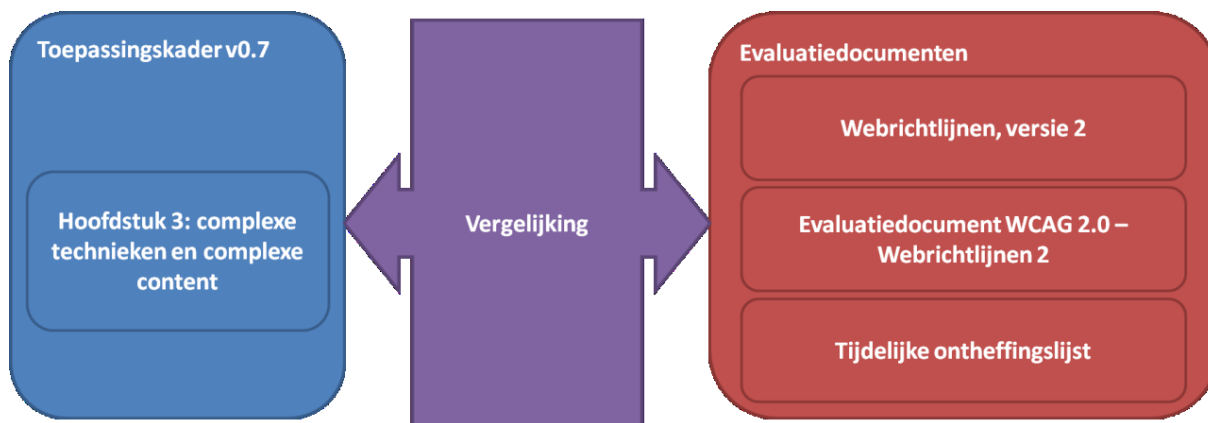 Toepassingskader v0.7
Hoofdstuk 3: complexe
technieken en complexe
content
Vergelijking
Evaluatiedocumenten
Webrichtlijnen, versie 2
Evaluatiedocument WCAG 2.0 –
Webrichtlijnen 2
Tijdelijke ontheffingslijst